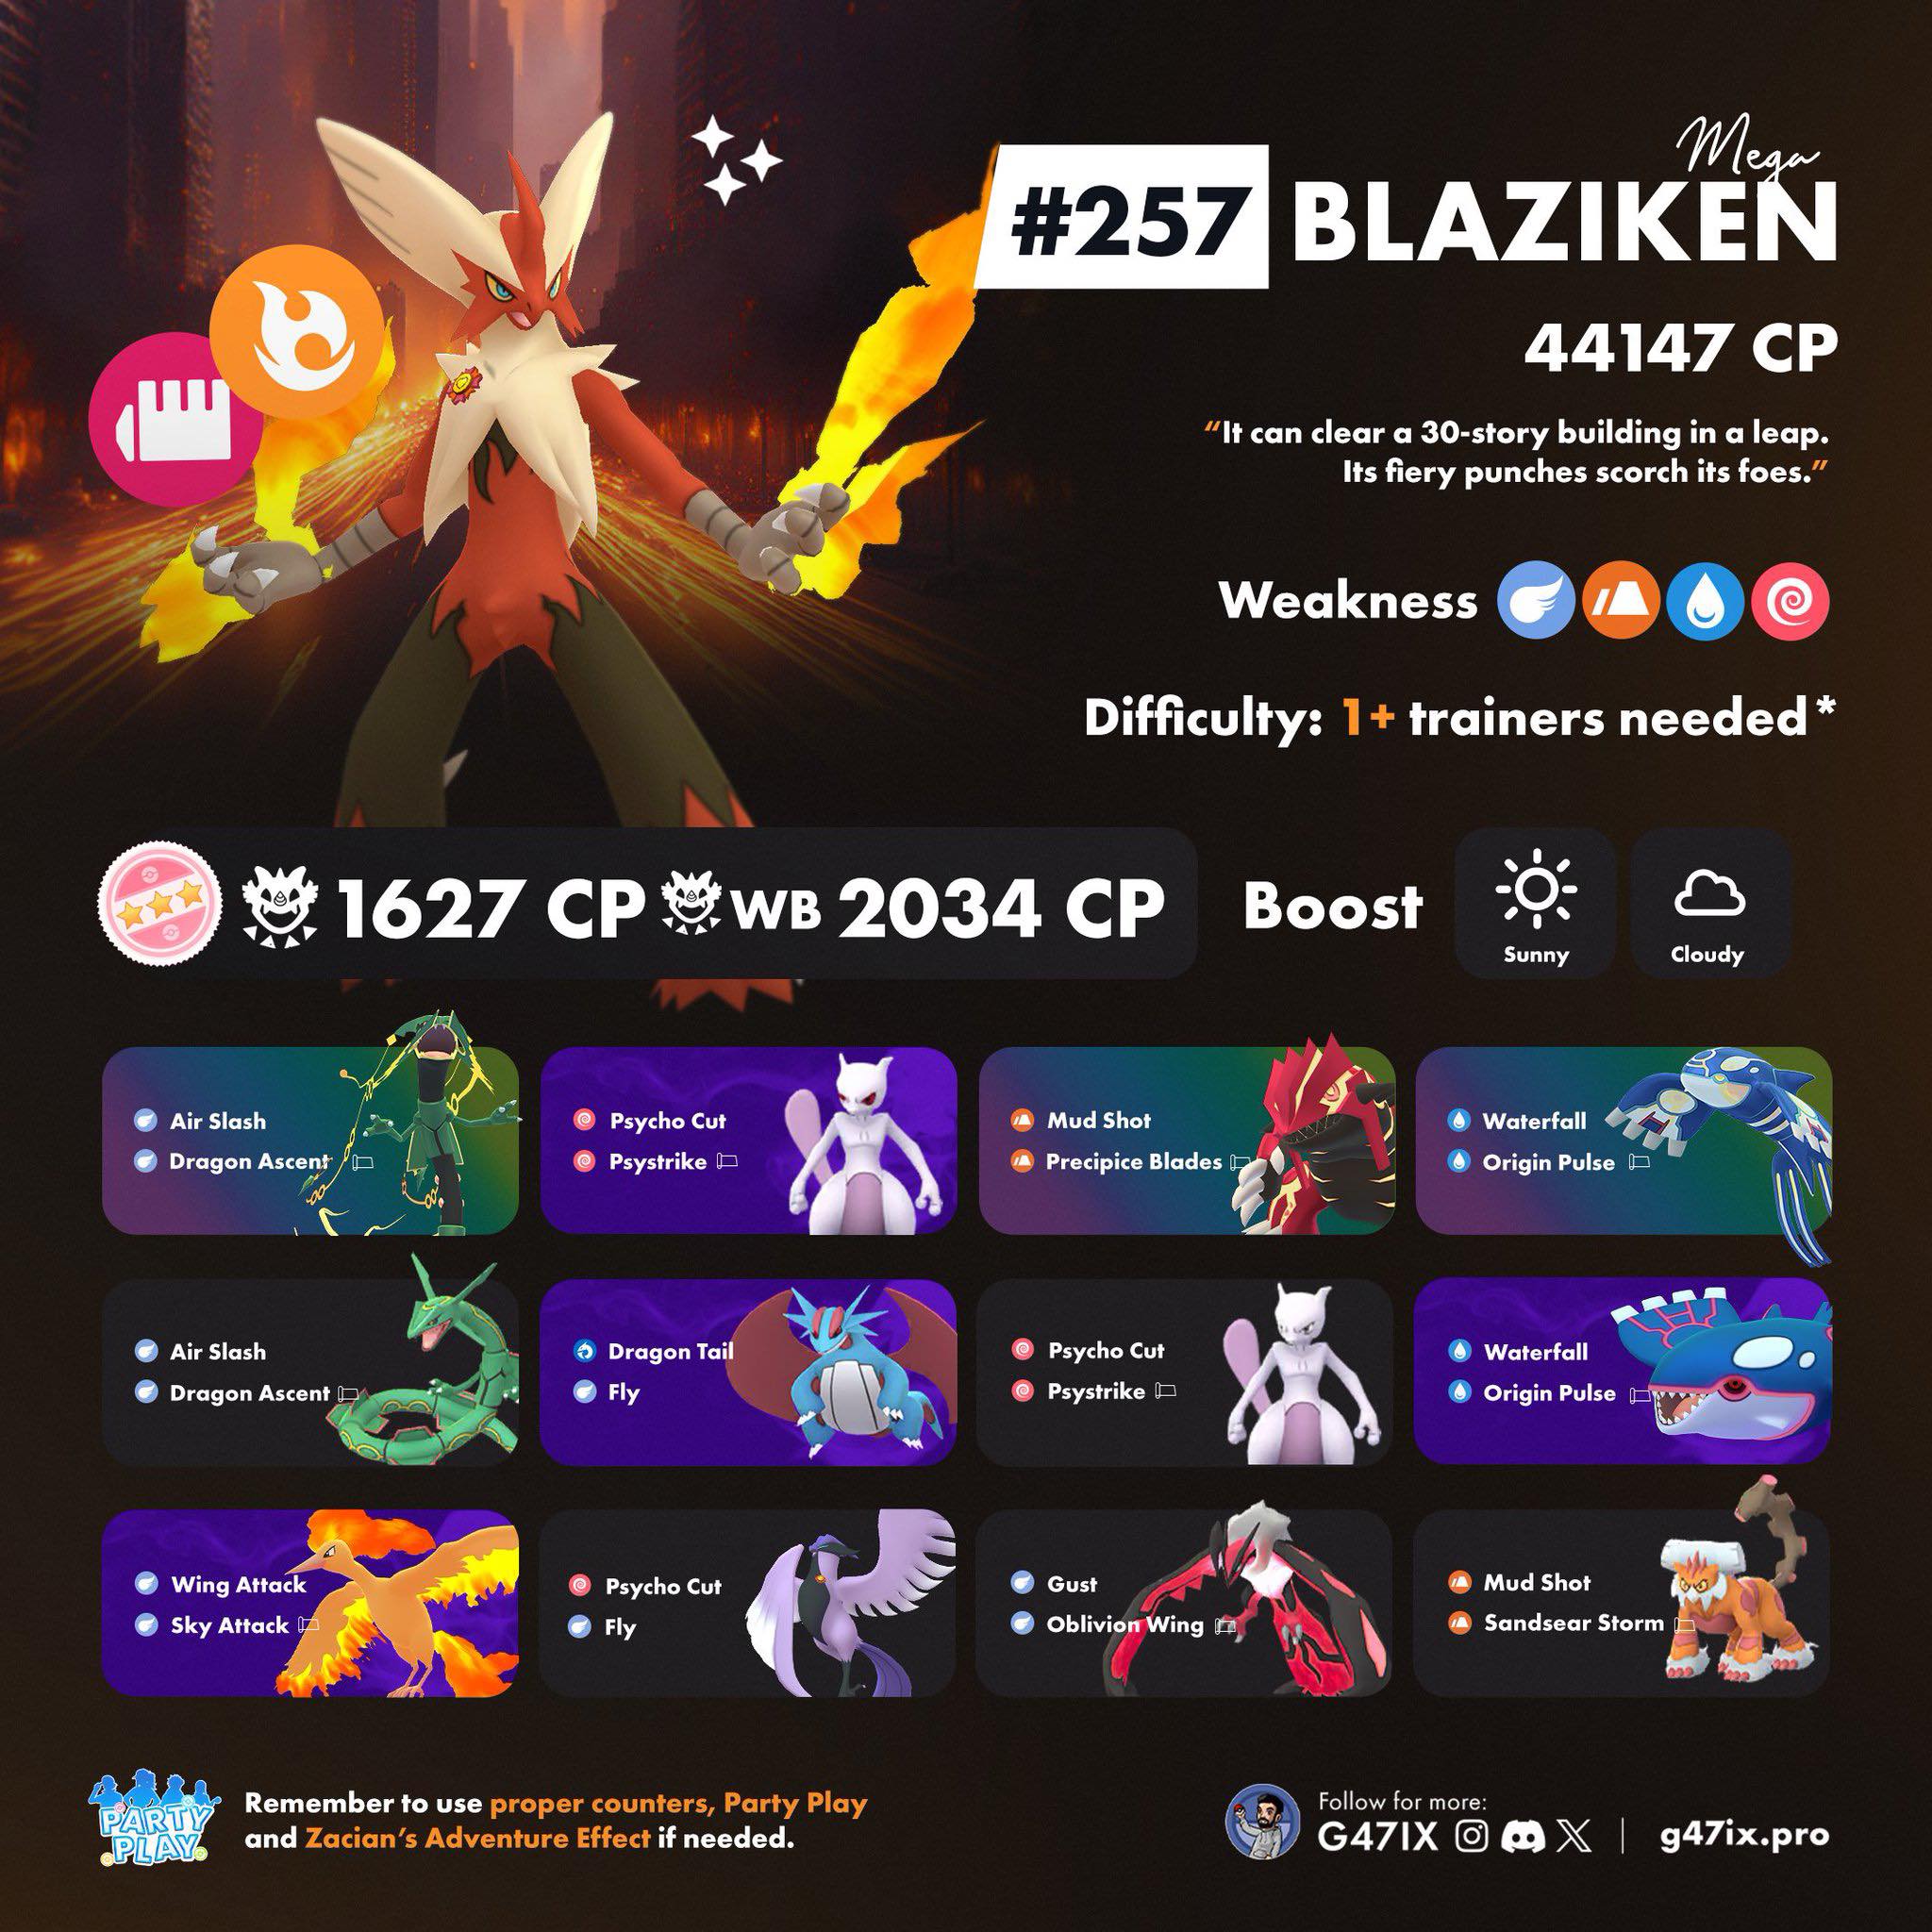 Mega
#257 BLAZIKEN
44147 CP
“It can clear a 30-story building in a leap.
Its fiery punches scorch its foes.”
Weakness
Difficulty: 1+ trainers needed*
1627 CP WB 2034 CP
Boost
Sunny
Cloudy
Air Slash
Dragon Ascent
Psycho Cut
Psystrike
Mud Shot
Precipice Blades
Waterfall
Origin Pulse
Air Slash
Dragon Ascent
Dragon Tail
Fly
Psycho Cut
Psystrike
Waterfall
Origin Pulse
Wing Attack
Sky Attack
Psycho Cut
Fly
Gust
Oblivion Wing
Mud Shot
Sandsear Storm
PARTY
PLAY
Remember to use proper counters, Party Play
and Zacian’s Adventure Effect if needed.
Follow for more:
G47IX
g47ix.pro